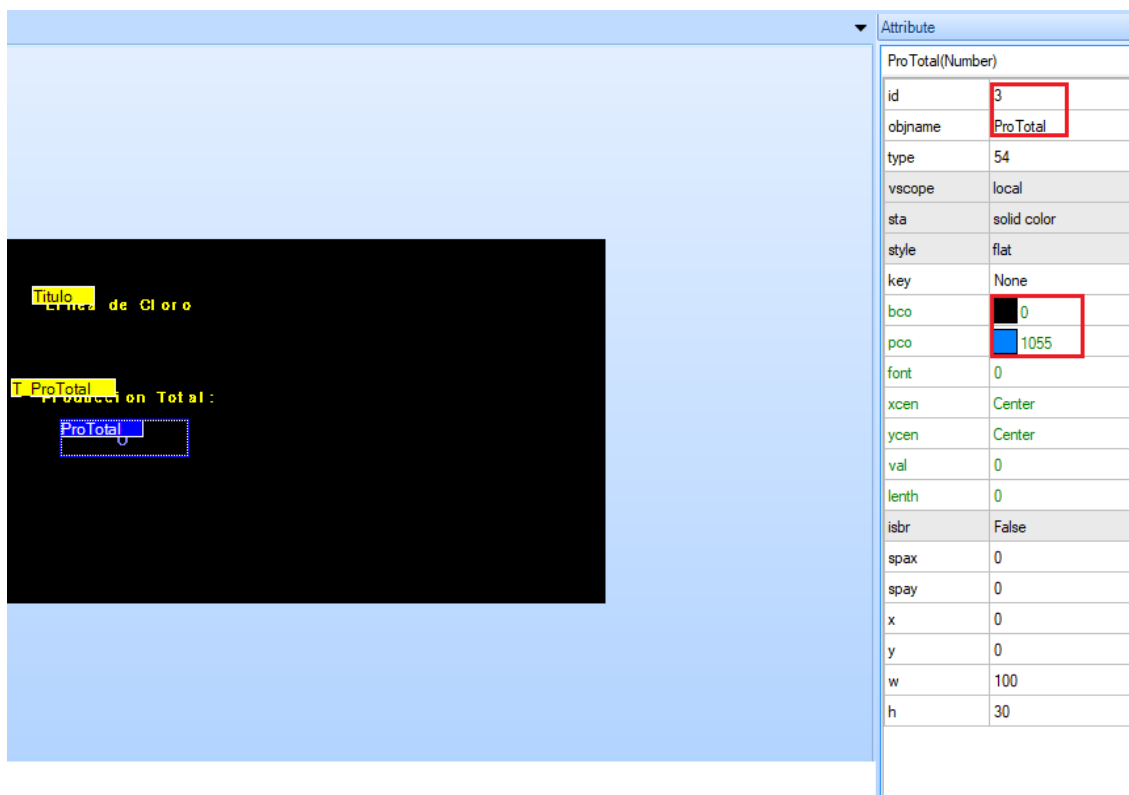 Attribute
ProTotal(Number)
id 3
objname ProTotal
type 54
vscope local
sta solid color
style flat
key None
bco 0
pco 1055
font 0
xcen Center
ycen Center
val 0
lenth 0
isbr False
spax 0
spay 0
x 0
y 0
w 100
h 30
Titulo
Linea de Cloro
T_ProTotal
Produccion Total:
ProTotal